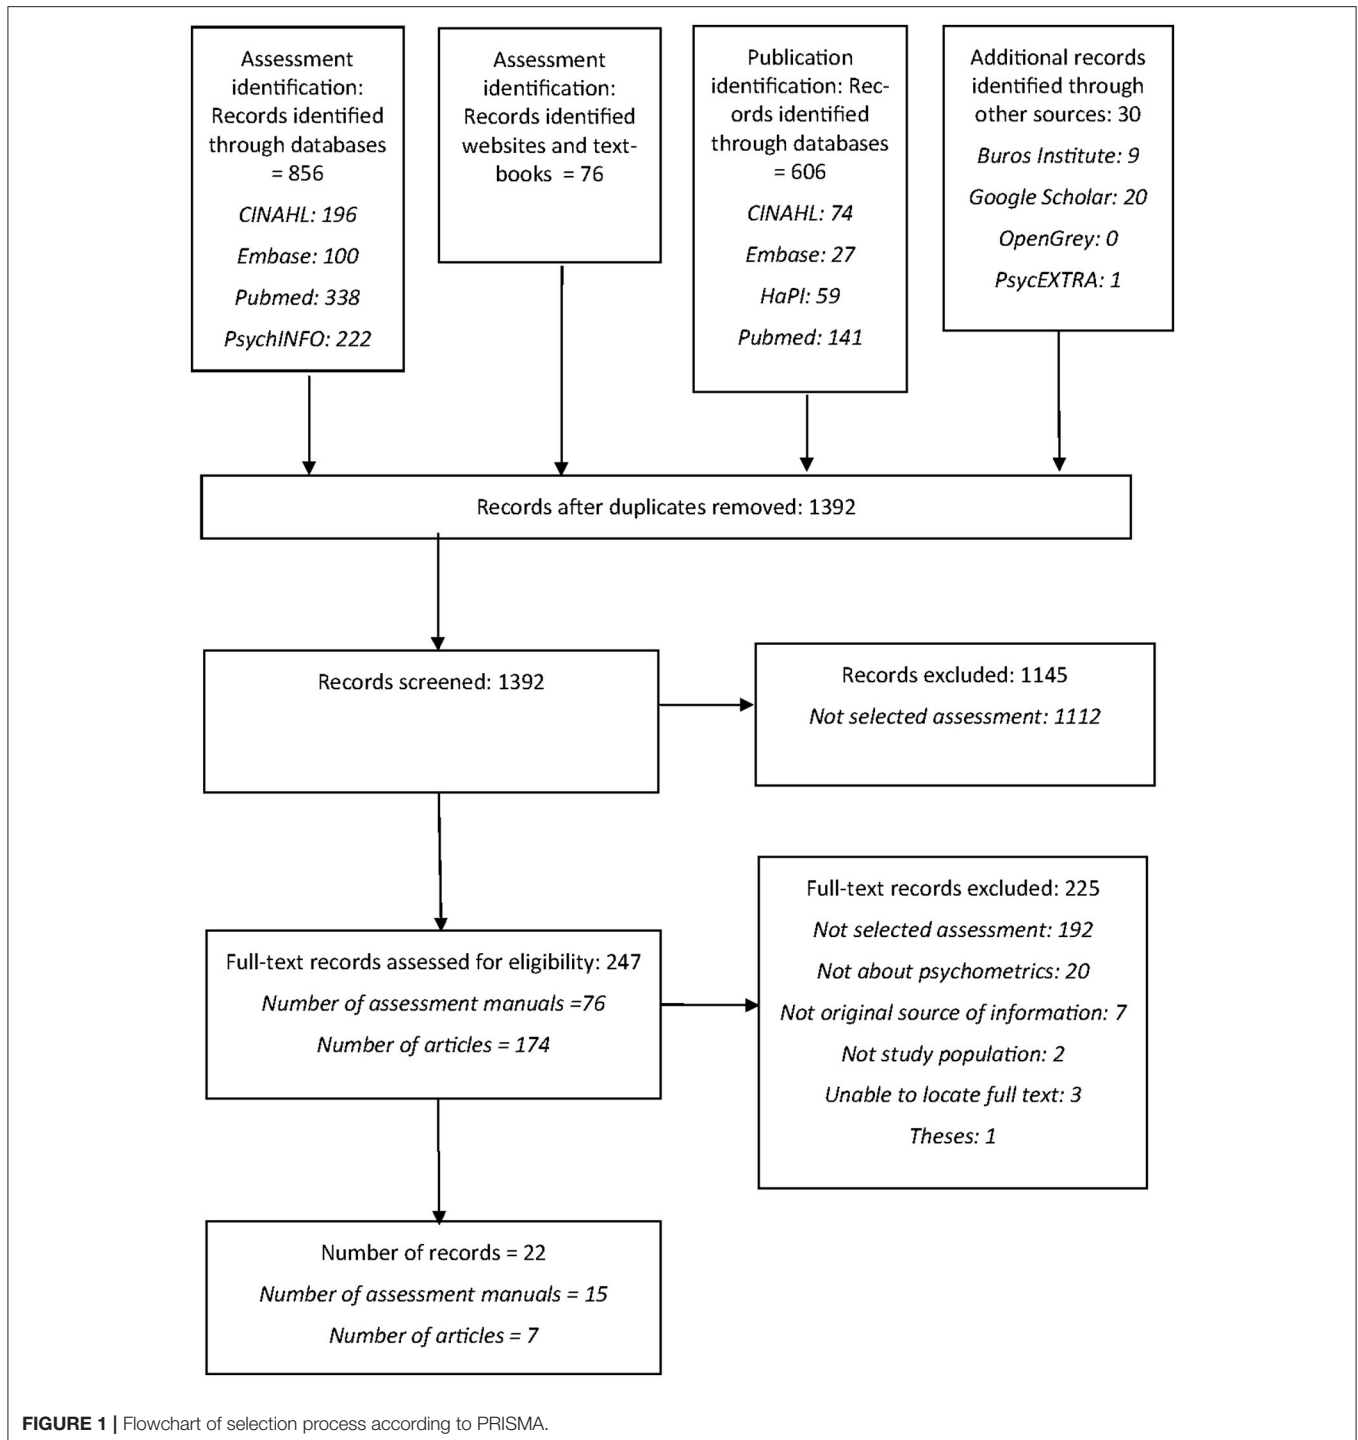 Assessment
identification:
Records identified
through databases
= 856
CINAHL: 196
Embase: 100
Pubmed: 338
PsychINFO: 222
Assessment
identification:
Records identified
websites and text-
books = 76
Publication
identification: Rec-
ords identified
through databases
= 606
CINAHL: 74
Embase: 27
HaPI: 59
Pubmed: 141
Additional records
identified through
other sources: 30
Buros Institute: 9
Google Scholar: 20
OpenGrey: 0
PsycEXTRA: 1
Records after duplicates removed: 1392
Records screened: 1392
Records excluded: 1145
Not selected assessment: 1112
Full-text records assessed for eligibility: 247
Number of assessment manuals =76
Number of articles = 174
Full-text records excluded: 225
Not selected assessment: 192
Not about psychometrics: 20
Not original source of information: 7
Not study population: 2
Unable to locate full text: 3
Theses: 1
Number of records = 22
Number of assessment manuals = 15
Number of articles = 7
FIGURE 1 | Flowchart of selection process according to PRISMA.